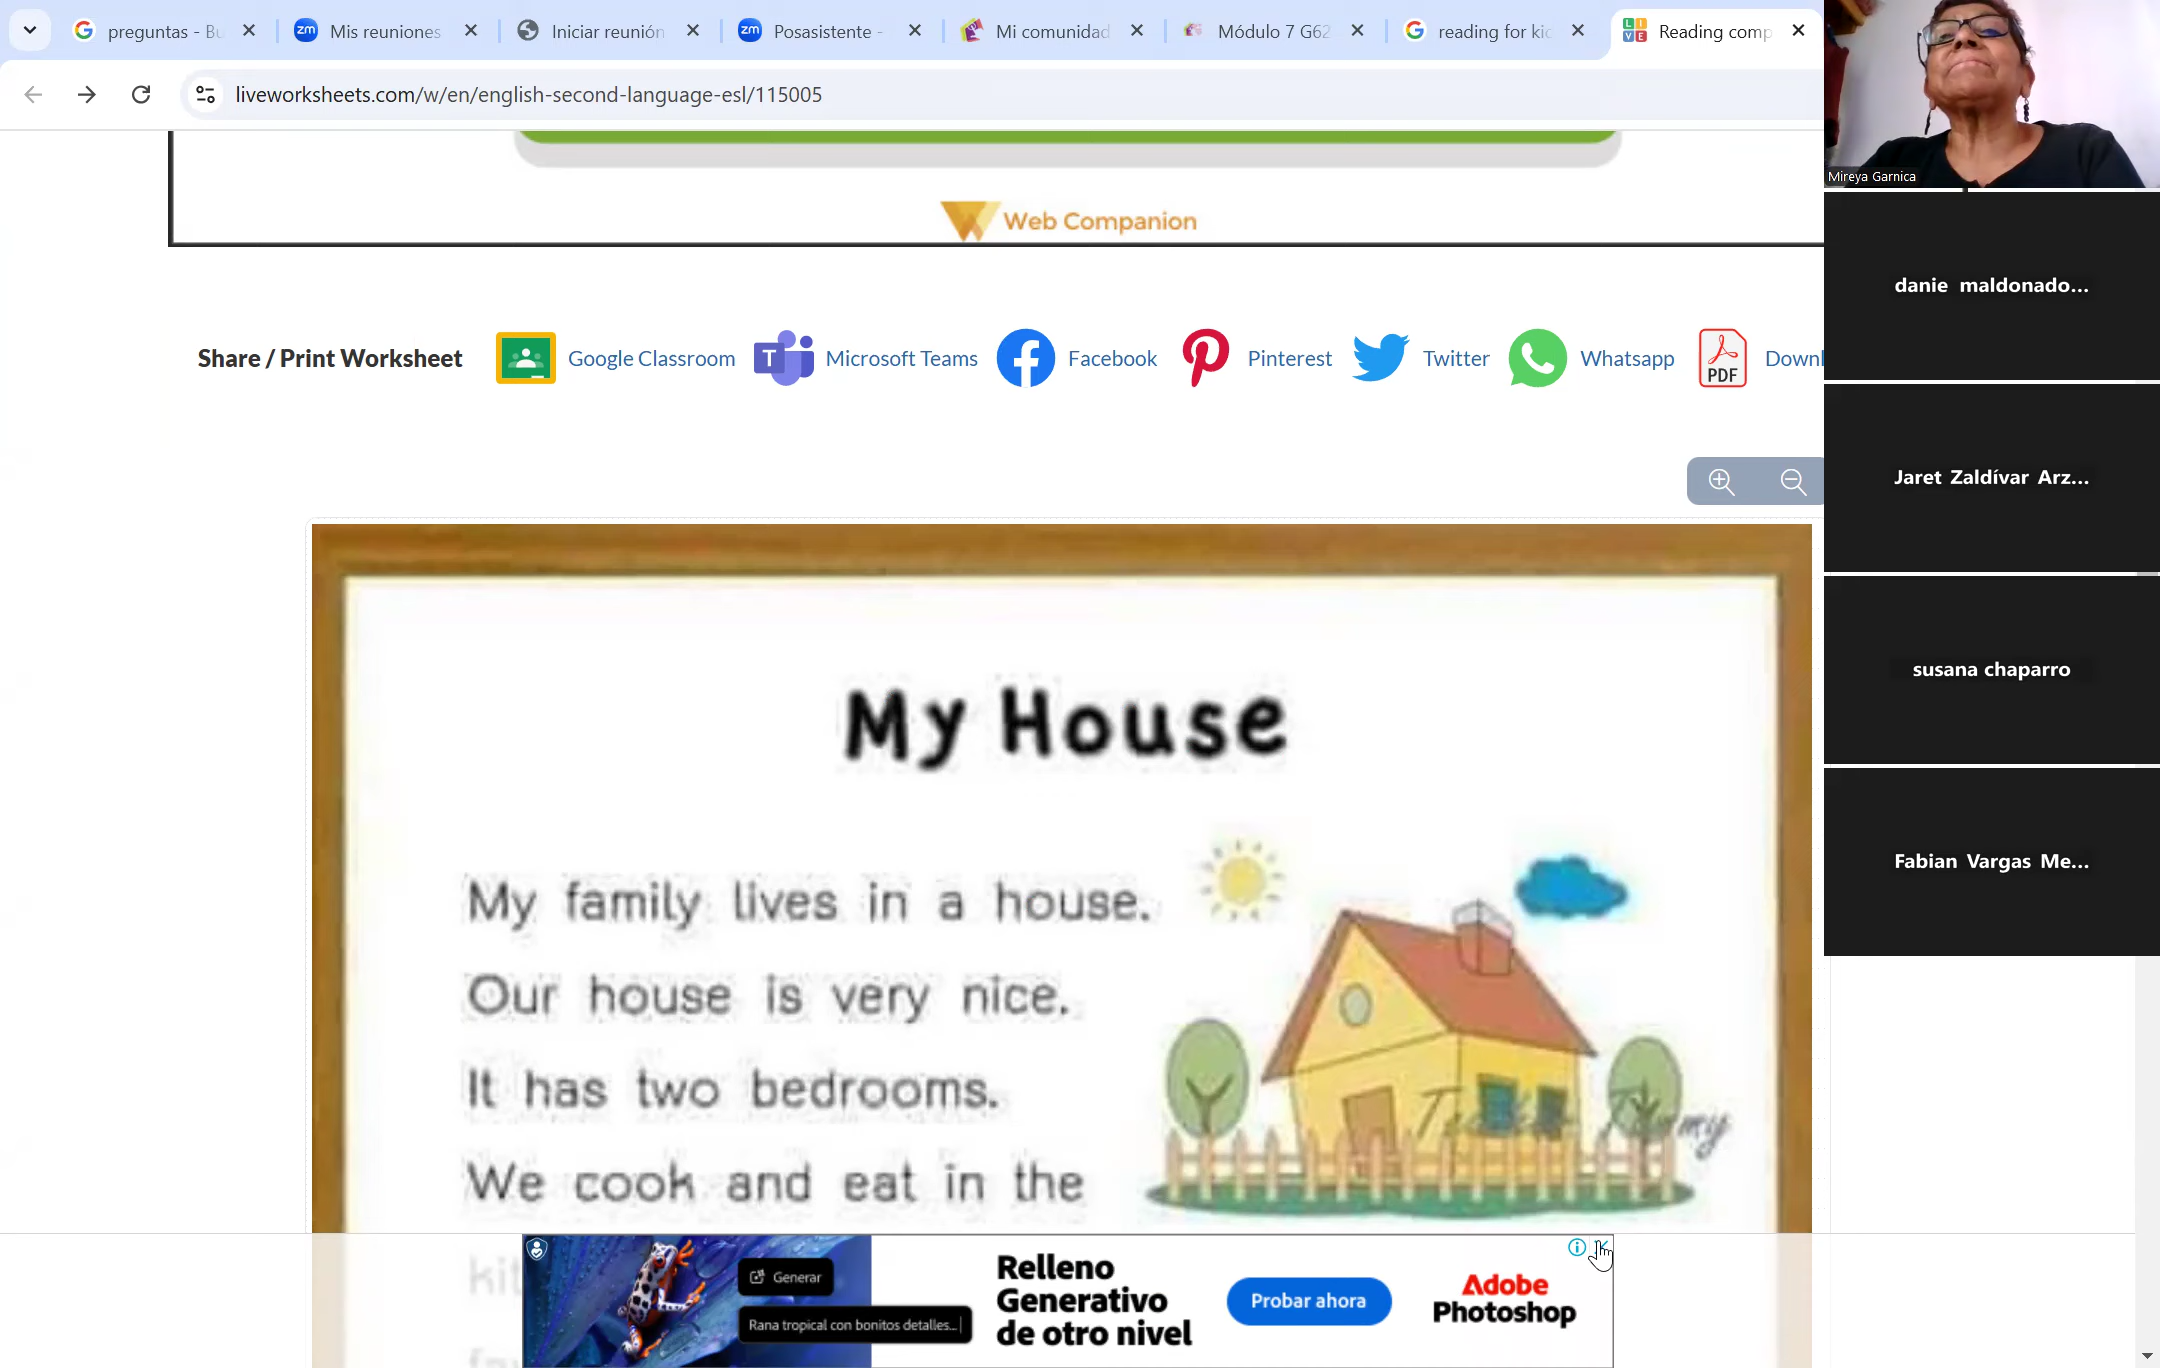 preguntas - Bu
Mis reuniones
Iniciar reunión
Posasistente -
Mi comunidad
Módulo 7 G62
reading for kid
Reading comp
liveworksheets.com/w/en/english-second-language-esl/115005
Web Companion
Share / Print Worksheet
Google Classroom
Microsoft Teams
Facebook
Pinterest
Twitter
Whatsapp
PDF
Downl
My House
My family lives in a house.
Our house is very nice.
It has two bedrooms.
We cook and eat in the
kit
Generar
Rana tropical con bonitos detalles...
Relleno
Generativo
de otro nivel
Probar ahora
Adobe
Photoshop
Mireya Garnica
danie maldonado...
Jaret Zaldívar Arz...
susana chaparro
Fabian Vargas Me...